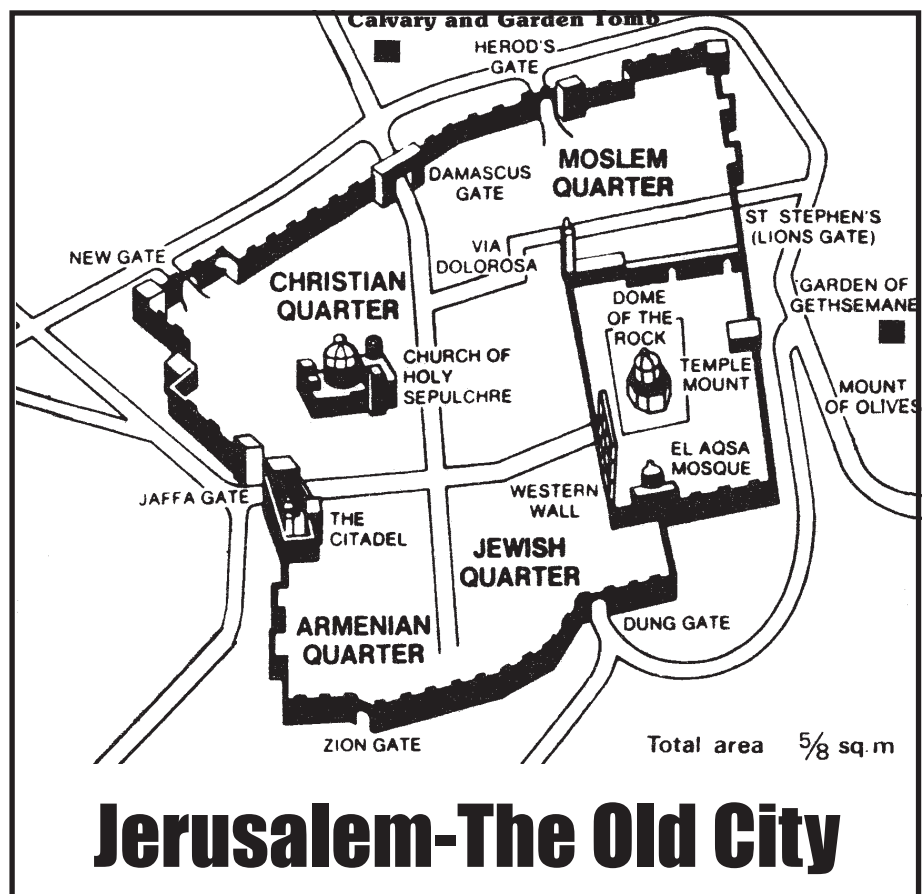 Calvary and Garden Tomb
HEROD'S
GATE
MOSLEM
QUARTER
DAMASCUS
GATE
ST STEPHEN'S
(LIONS GATE)
NEW GATE
VIA
DOLOROSA
CHRISTIAN
QUARTER
GARDEN OF
GETHSEMANE
DOME
OF THE
ROCK
CHURCH OF
HOLY
SEPULCHRE
TEMPLE
MOUNT
MOUNT
OF OLIVES
EL AQSA
MOSQUE
JAFFA GATE
WESTERN
WALL
THE
CITADEL
JEWISH
QUARTER
ARMENIAN
QUARTER
DUNG GATE
ZION GATE
Total area 5/8 sq.m
Jerusalem-The Old City